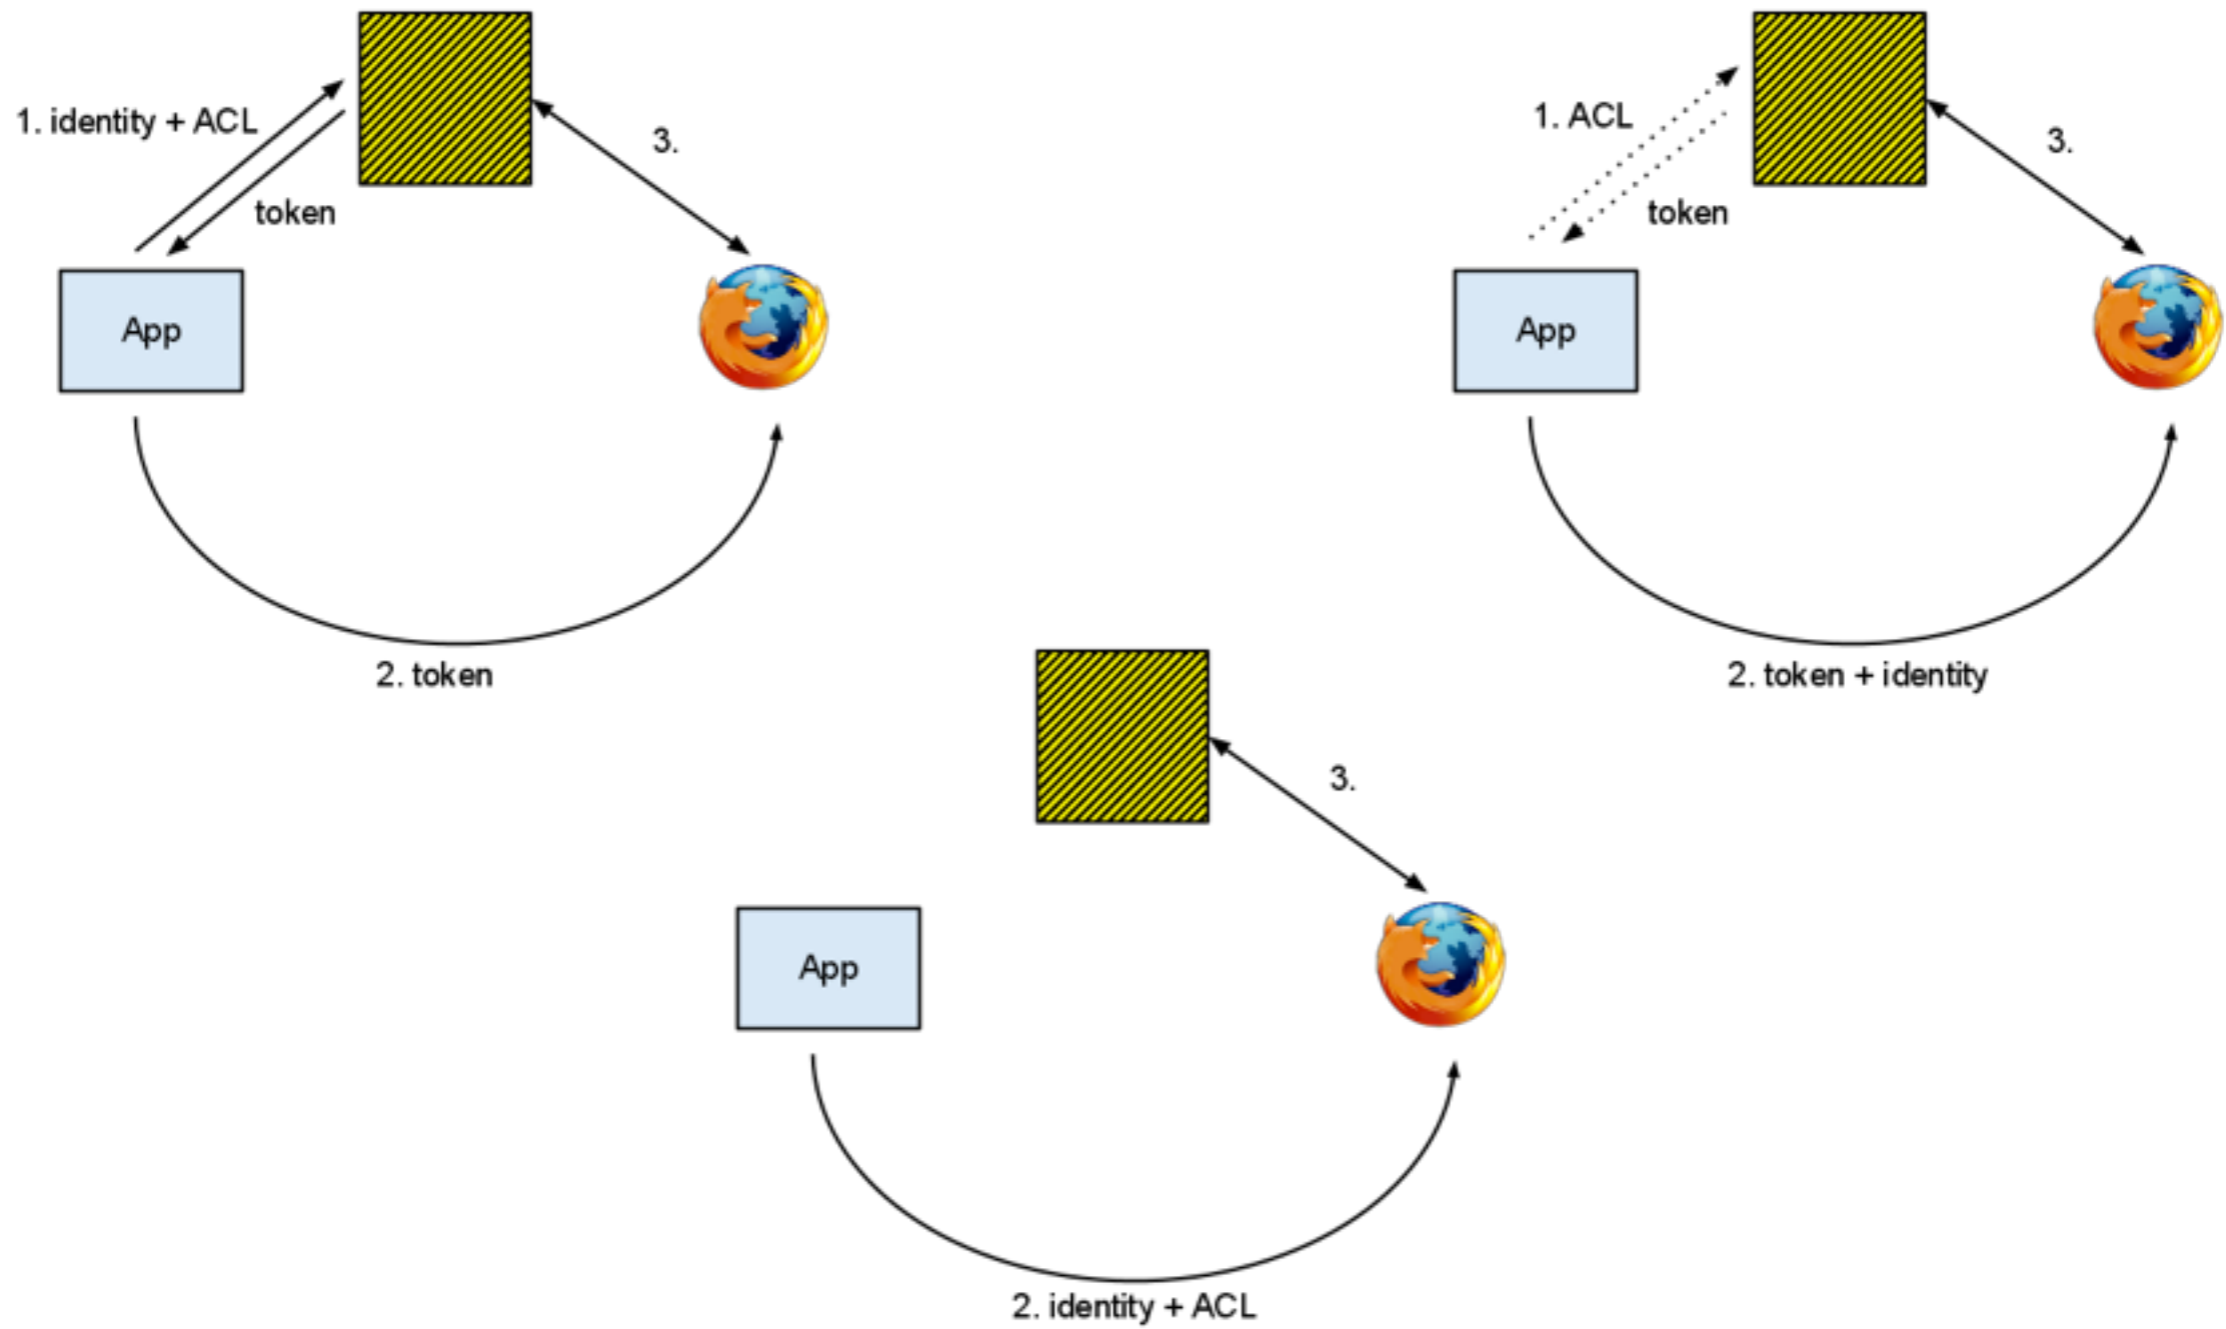 1. identity + ACL
token
3.
App
2. token
1. ACL
token
3.
App
2. token + identity
3.
App
2. identity + ACL